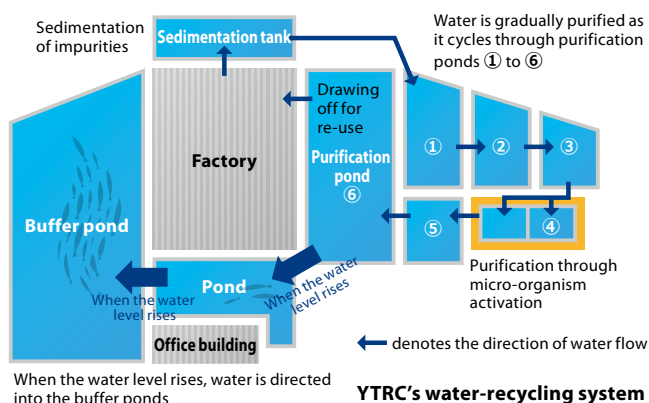 Sedimentation
of impurities
Sedimentation tank
Water is gradually purified as
it cycles through purification
ponds ① to ⑥
Drawing
off for
re-use
Factory
Purification
pond
⑥
①
②
③
④
⑤
Buffer pond
Purification through
micro-organism
activation
When the water
level rises
Pond
When the water
level rises
Office building
denotes the direction of water flow
When the water level rises, water is directed
into the buffer ponds
YTRC’s water-recycling system